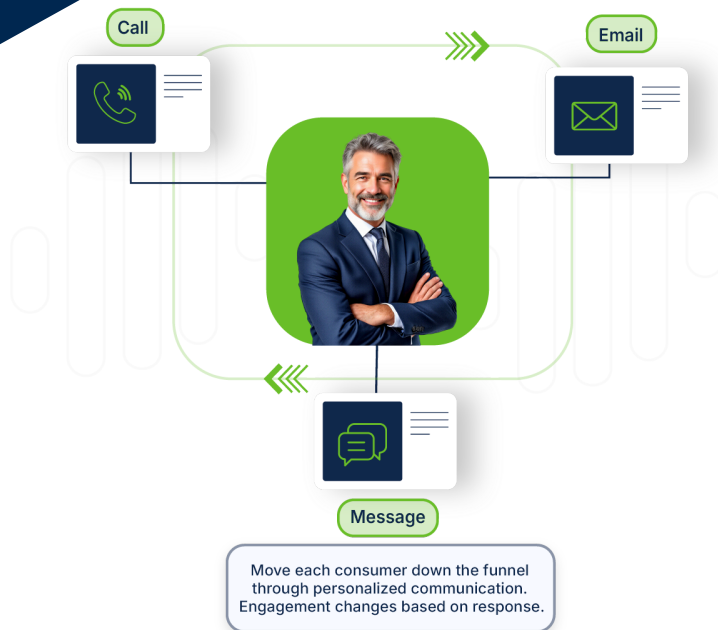 Call
Email
Message
Move each consumer down the funnel
through personalized communication.
Engagement changes based on response.